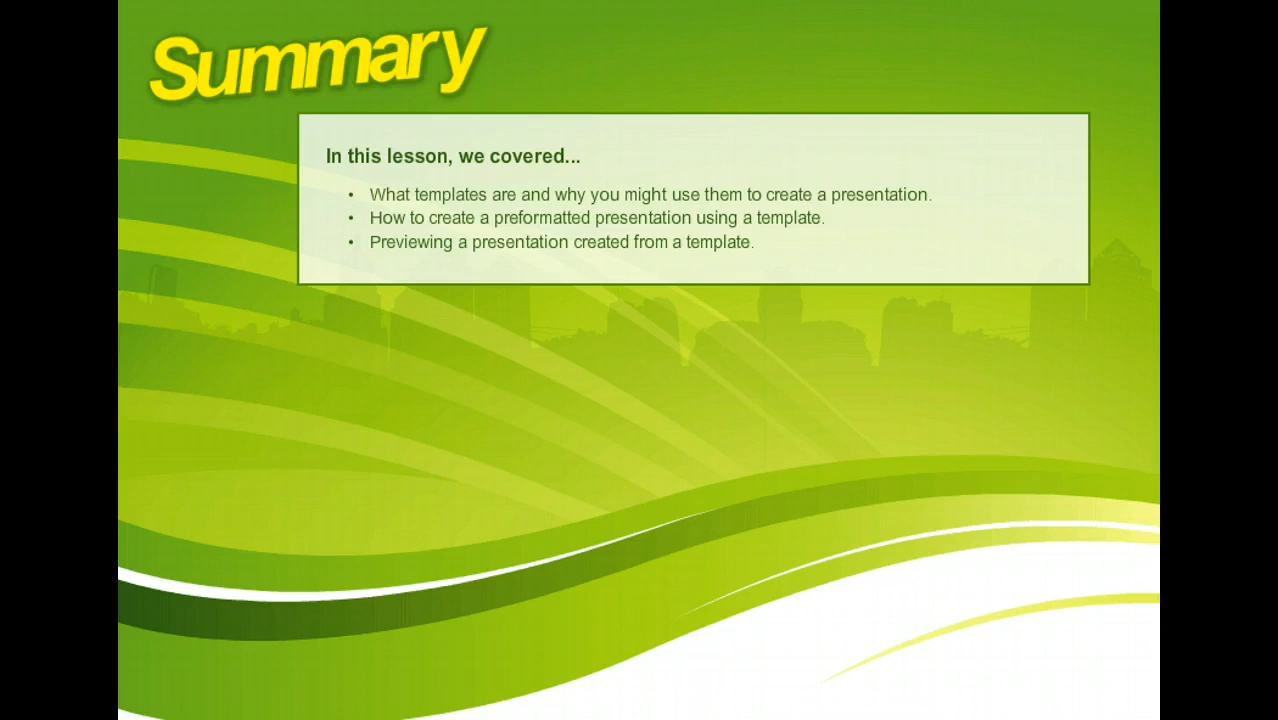 Summary
In this lesson, we covered...
• What templates are and why you might use them to create a presentation.
• How to create a preformatted presentation using a template.
• Previewing a presentation created from a template.